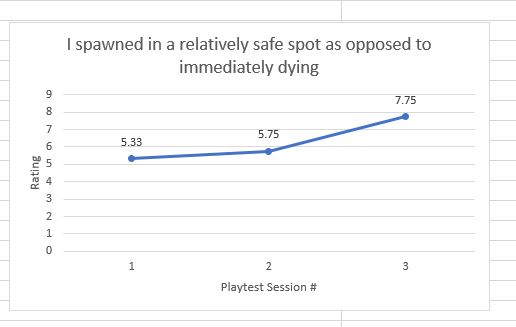 I spawned in a relatively safe spot as opposed to
immediately dying
9
8
7
6
5
4
3
2
1
0
Rating
5.33
5.75
7.75
1 2 3
Playtest Session #